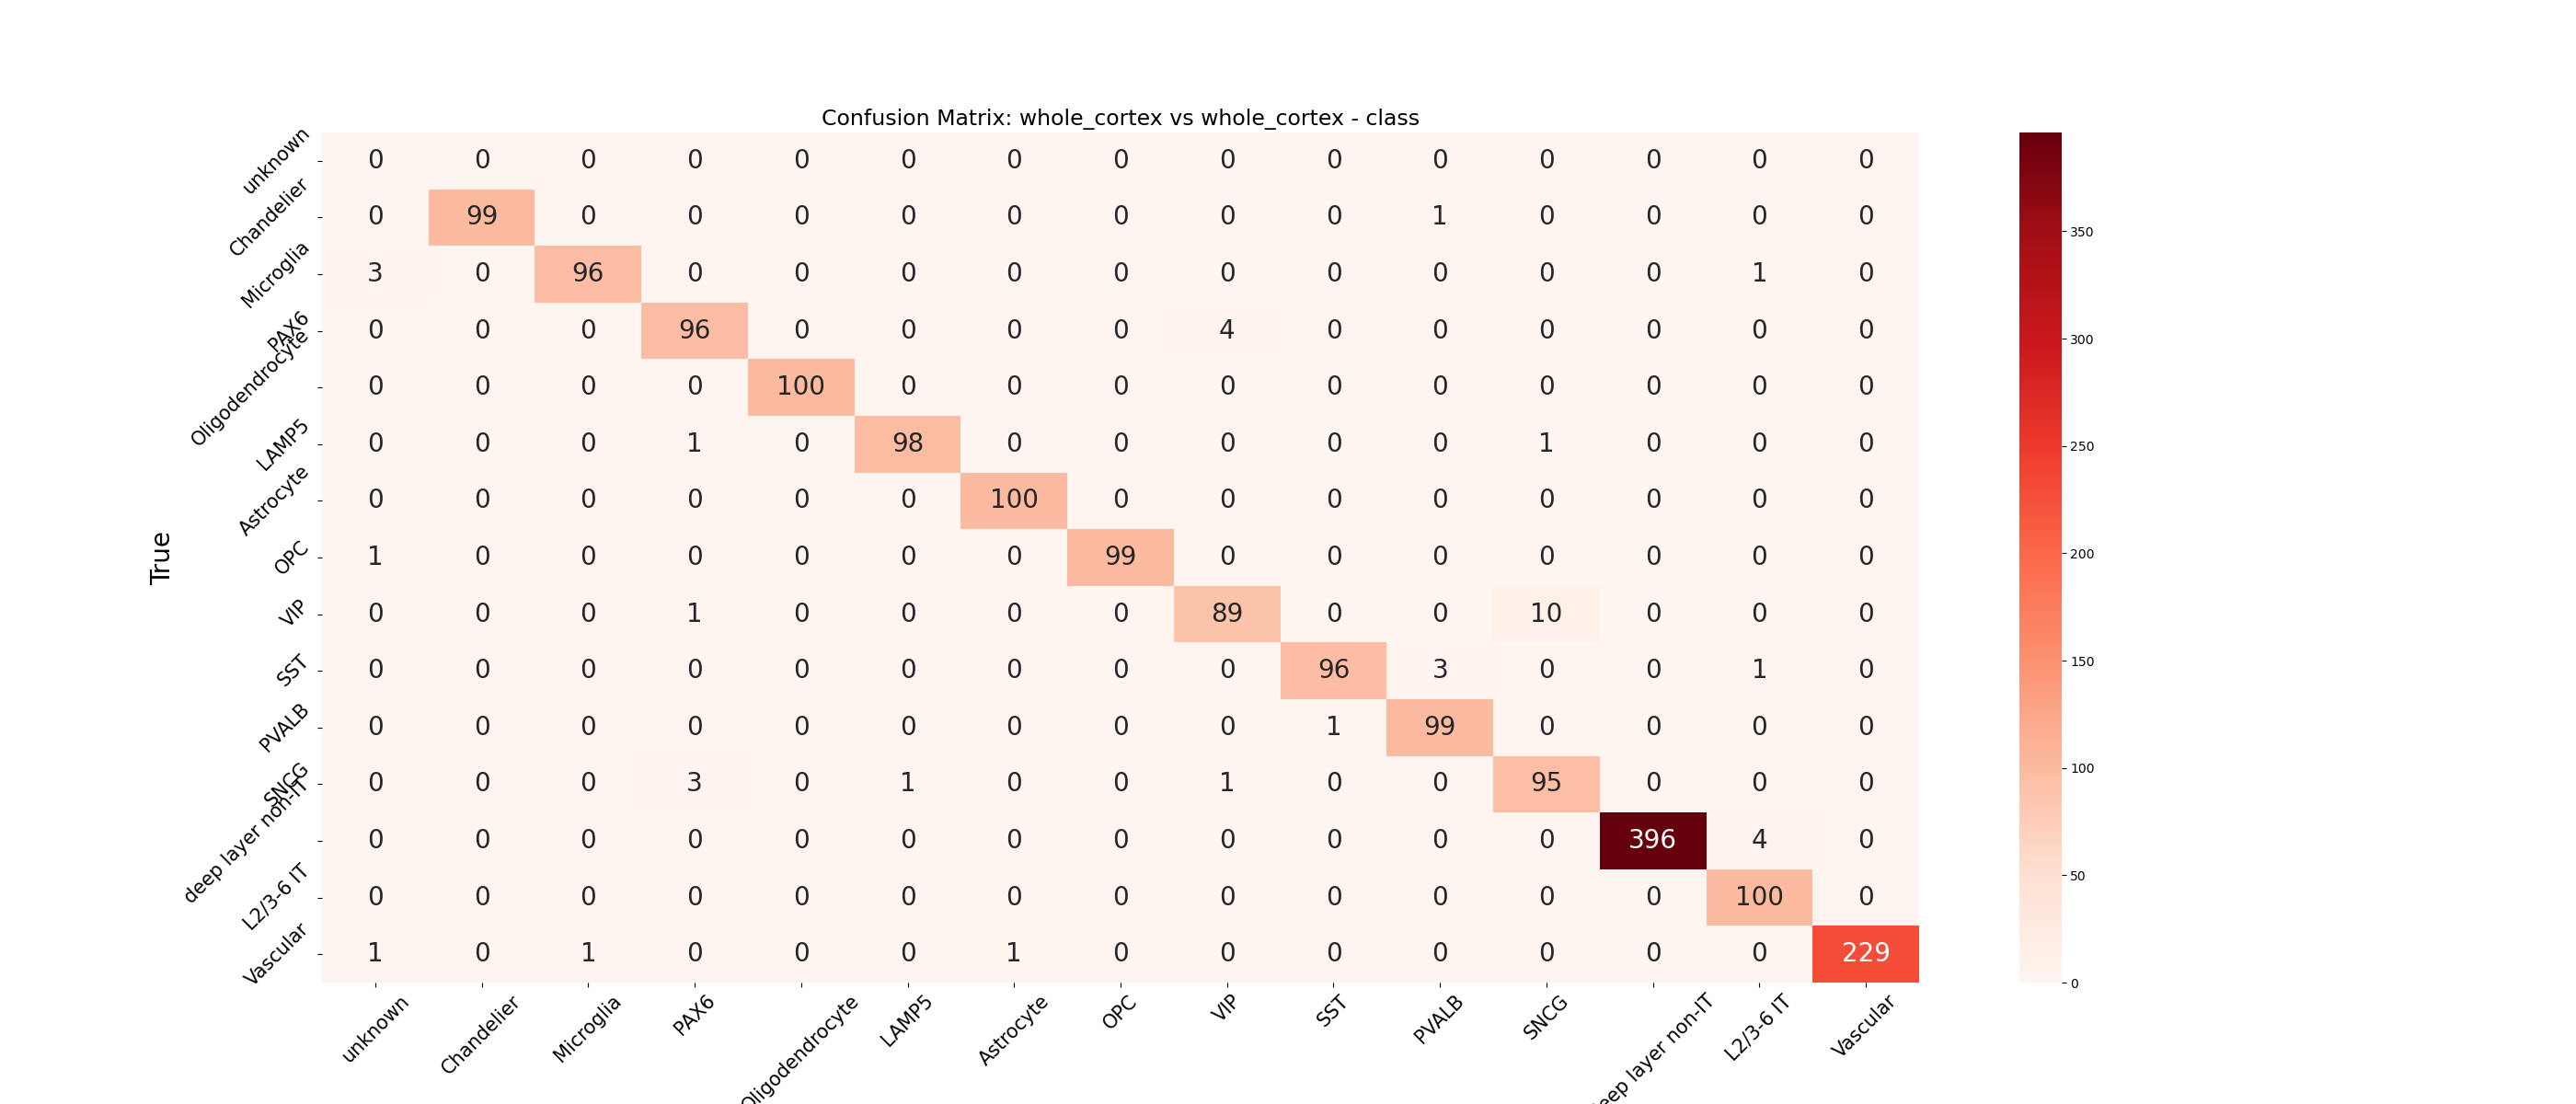 Confusion Matrix: whole_cortex vs whole_cortex - class
True
unknown 0 0 0 0 0 0 0 0 0 0 0 0 0 0 0
Chandelier 0 99 0 0 0 0 0 0 0 0 1 0 0 0 0
Microglia 3 0 96 0 0 0 0 0 0 0 0 0 0 1 0
PAX6 0 0 0 96 0 0 0 0 4 0 0 0 0 0 0
Oligodendrocyte 0 0 0 0 100 0 0 0 0 0 0 0 0 0 0
LAMP5 0 0 0 1 0 98 0 0 0 0 0 1 0 0 0
Astrocyte 0 0 0 0 0 0 100 0 0 0 0 0 0 0 0
OPC 1 0 0 0 0 0 0 99 0 0 0 0 0 0 0
VIP 0 0 0 1 0 0 0 0 89 0 0 10 0 0 0
SST 0 0 0 0 0 0 0 0 0 96 3 0 0 1 0
PVALB 0 0 0 0 0 0 0 0 0 1 99 0 0 0 0
SNCG 0 0 0 3 0 1 0 0 1 0 0 95 0 0 0
deep layer non-IT 0 0 0 0 0 0 0 0 0 0 0 0 396 4 0
L2/3-6 IT 0 0 0 0 0 0 0 0 0 0 0 0 0 100 0
Vascular 1 0 1 0 0 0 1 0 0 0 0 0 0 0 229
unknown Chandelier Microglia PAX6 Oligodendrocyte LAMP5 Astrocyte OPC VIP SST PVALB SNCG deep layer non-IT L2/3-6 IT Vascular
350
300
250
200
150
100
50
0